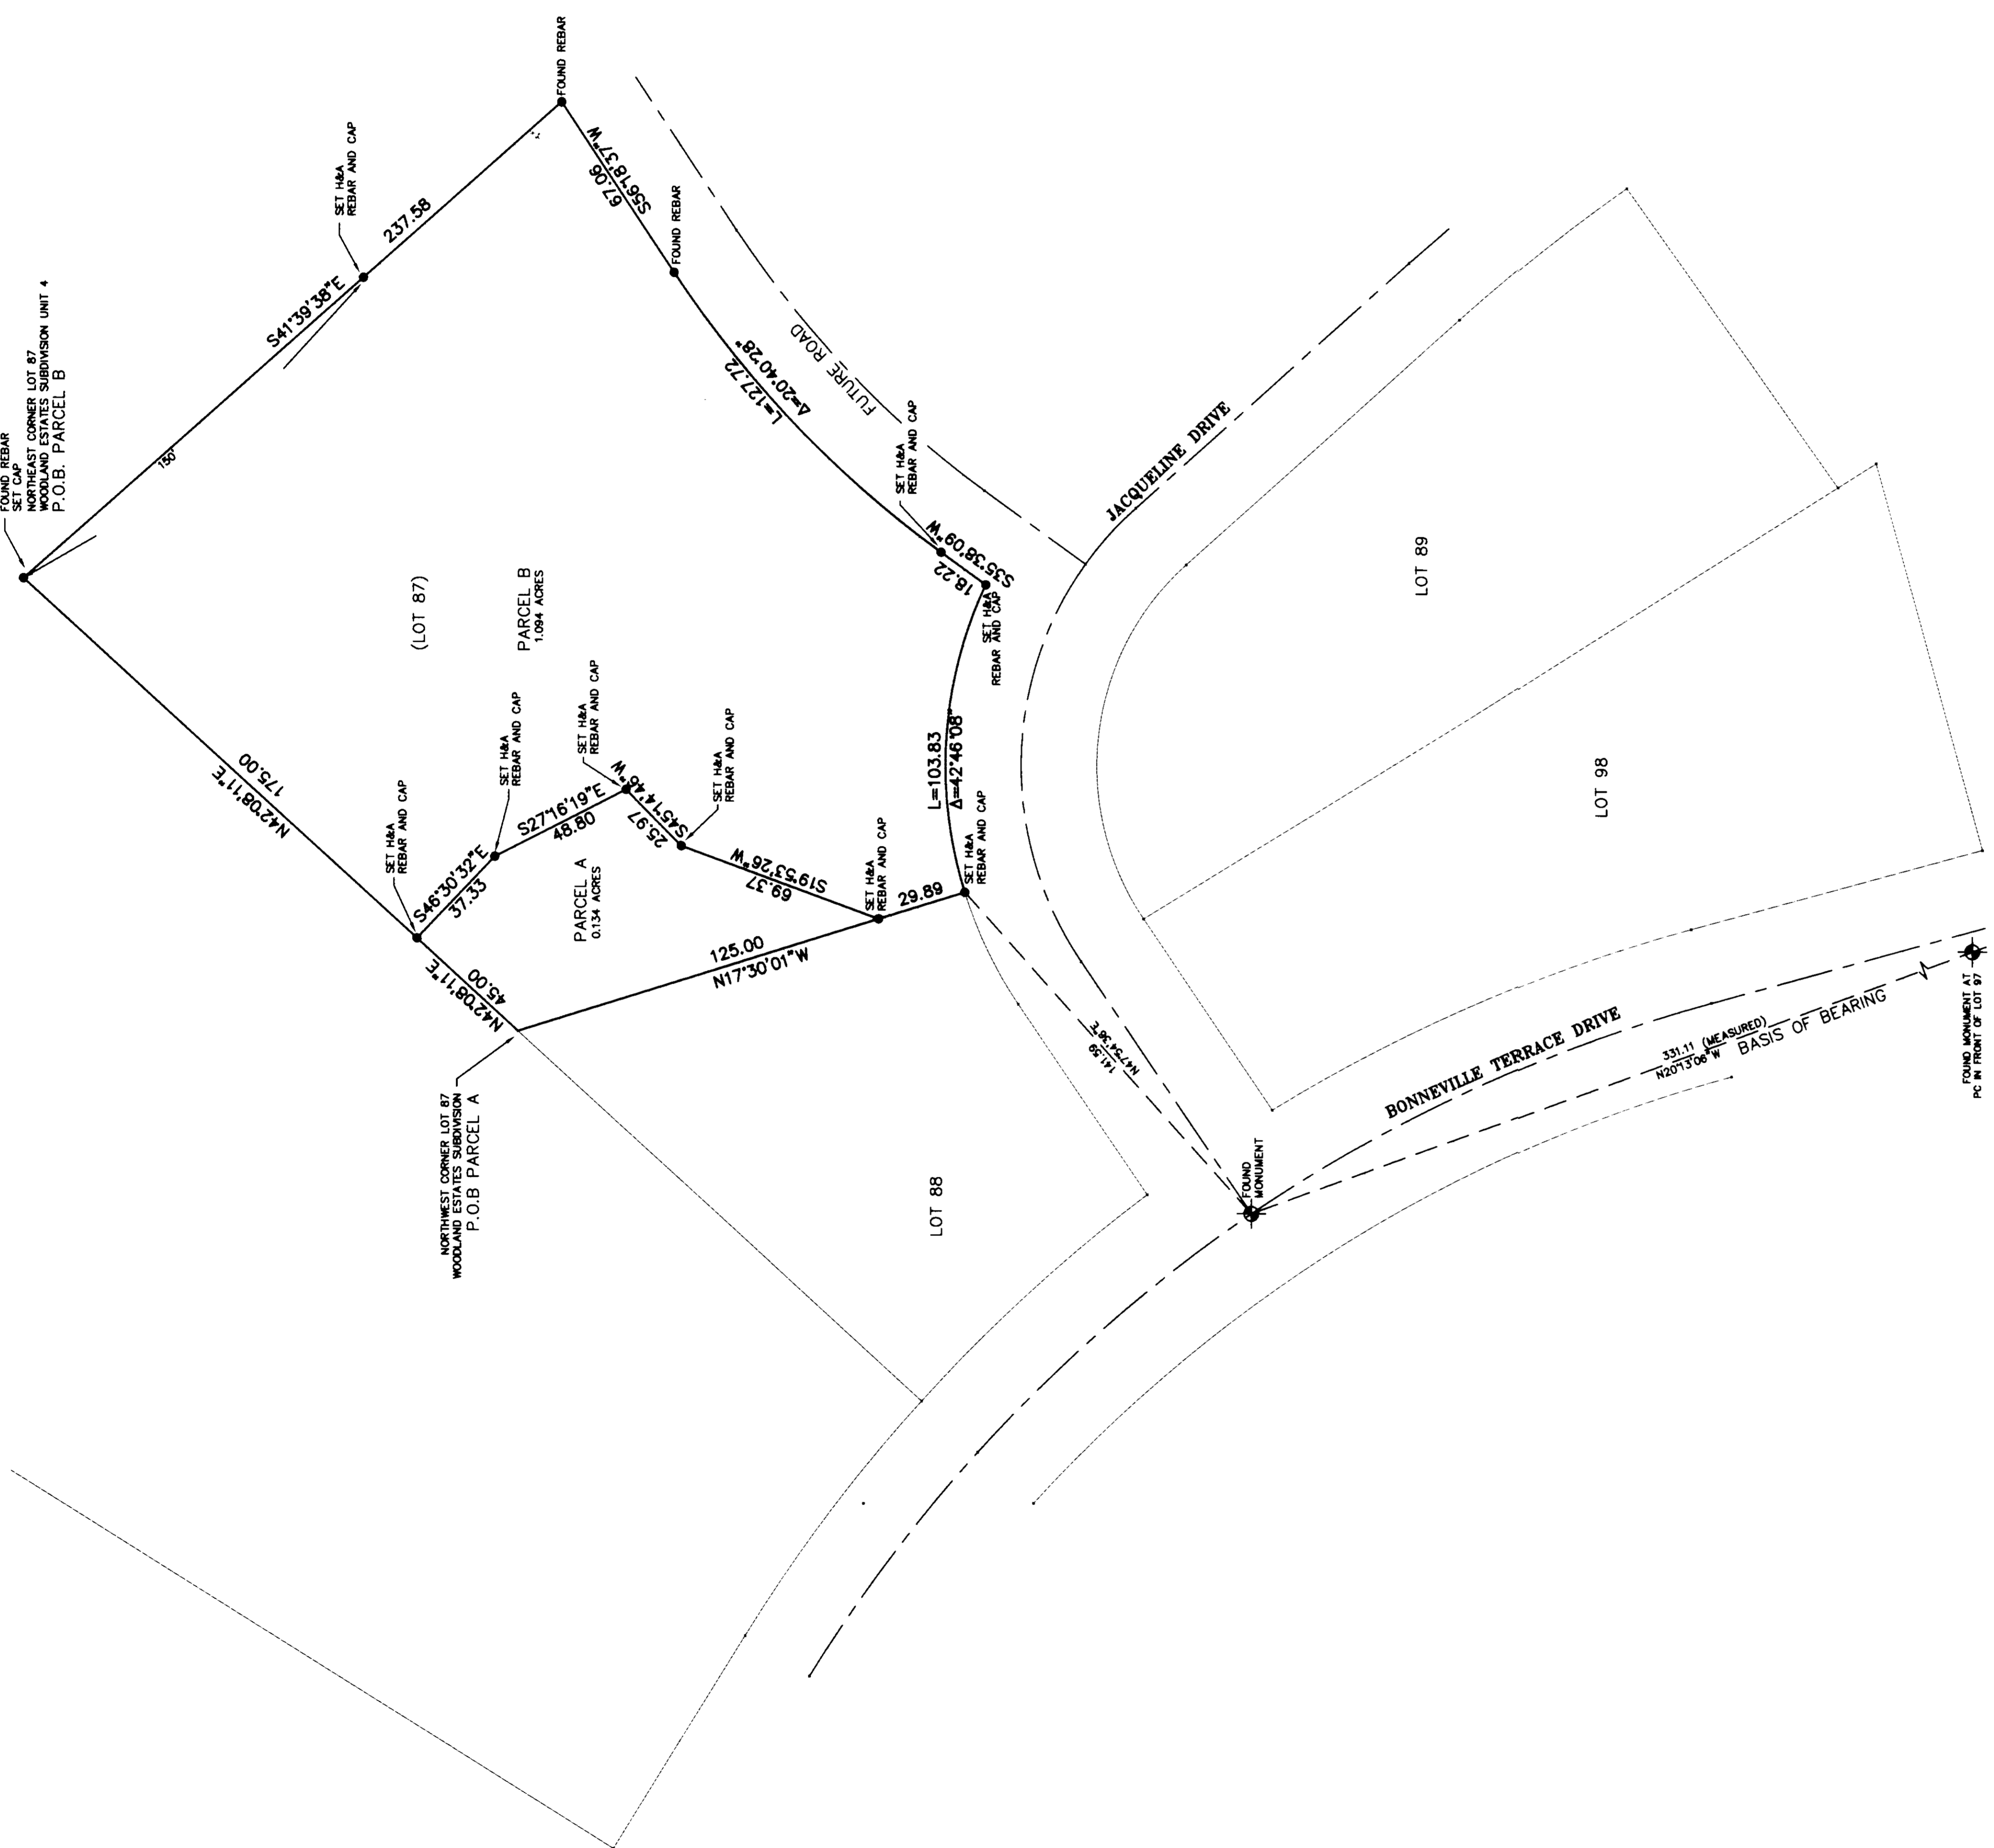 FOUND REBAR
SET CAP
NORTHEAST CORNER LOT 87
WOODLAND ESTATES SUBDIVISION UNIT 4
P.O.B. PARCEL B
FOUND REBAR
SET H&A
REBAR AND CAP
237.58
S41°39'38"E
150'
67.06
S56°18'37"W
FOUND REBAR
L=127.72
Δ=20°40'28"
FUTURE ROAD
SET H&A
REBAR AND CAP
18.22
S35°38'09"W
SET H&A
REBAR AND CAP
REBAR AND CAP
JACQUELINE DRIVE
(LOT 87)
PARCEL B
1.094 ACRES
175.00
N42°08'11"E
SET H&A
REBAR AND CAP
S46°30'32"E
37.33
SET H&A
REBAR AND CAP
S27°16'19"E
48.80
SET H&A
REBAR AND CAP
25.97
S45°14'46"W
SET H&A
REBAR AND CAP
PARCEL A
0.134 ACRES
69.37
S19°53'26"W
SET H&A
REBAR AND CAP
29.89
L=103.83
Δ=42°46'08"
SET H&A
REBAR AND CAP
45.00
N42°08'11"E
125.00
N17°30'01"W
NORTHWEST CORNER LOT 87
WOODLAND ESTATES SUBDIVISION
P.O.B PARCEL A
LOT 88
LOT 89
LOT 98
141.59
N47°54'36"E
FOUND
MONUMENT
BONNEVILLE TERRACE DRIVE
331.11 (MEASURED)
N20°13'06"W
BASIS OF BEARING
FOUND MONUMENT AT
PC IN FRONT OF LOT 97